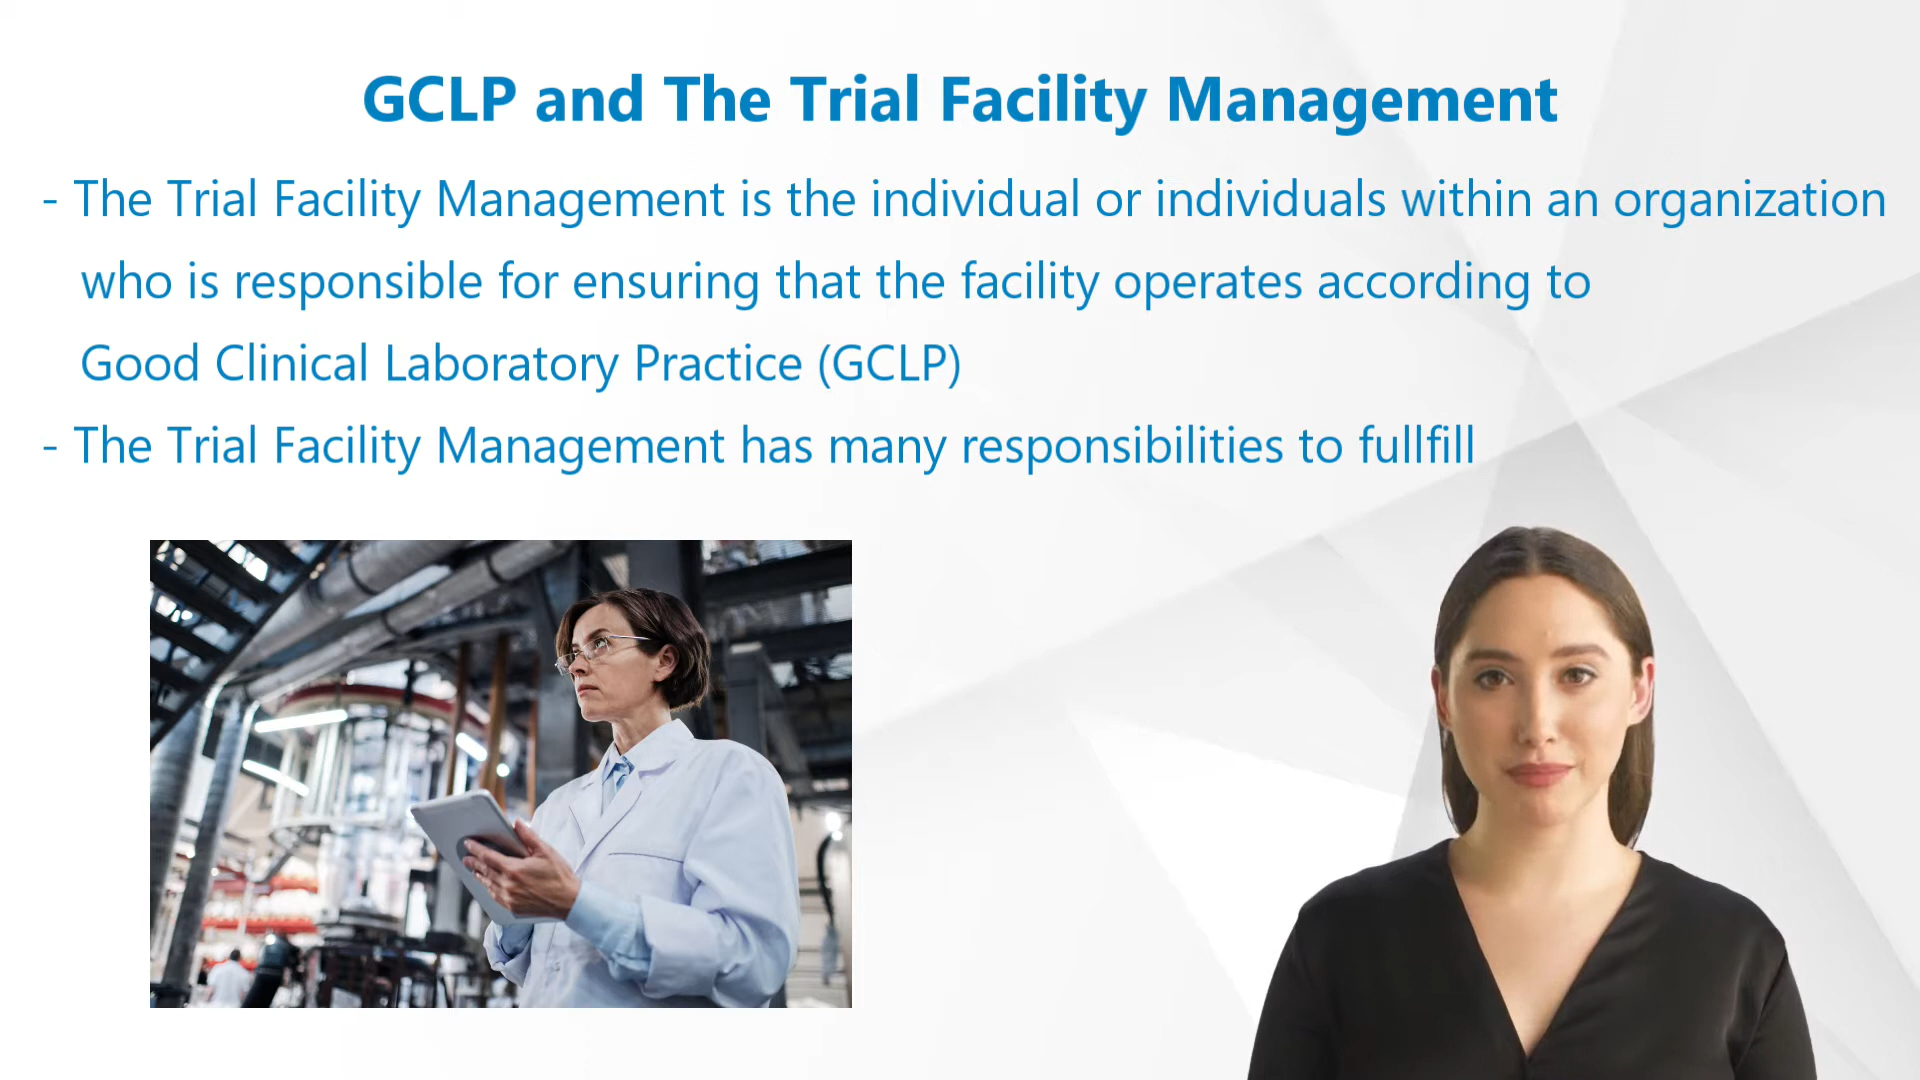 GCLP and The Trial Facility Management
- The Trial Facility Management is the individual or individuals within an organization
who is responsible for ensuring that the facility operates according to
Good Clinical Laboratory Practice (GCLP)
- The Trial Facility Management has many responsibilities to fullfill